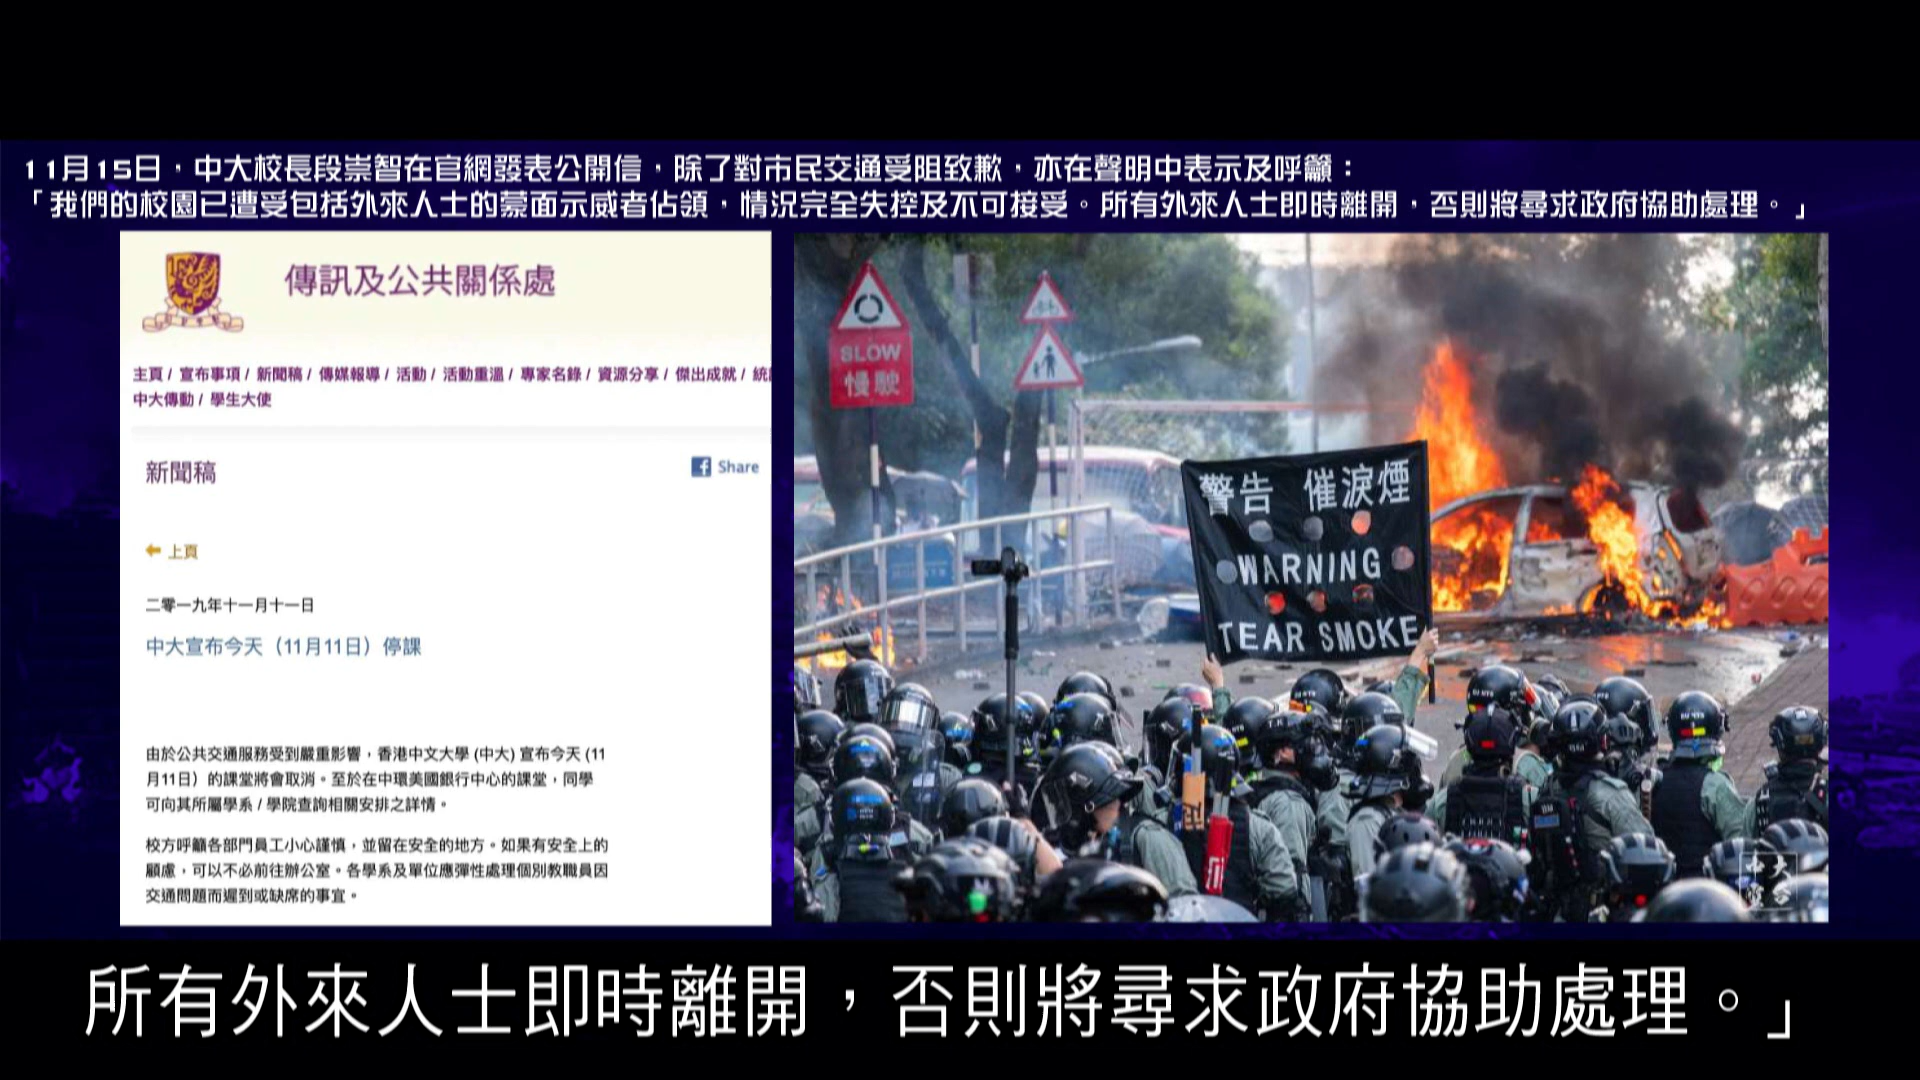 11月15日，中大校長段崇智在官網發表公開信，除了對市民交通受阻致歉，亦在聲明中表示及呼籲：
「我們的校園已遭受包括外來人士的蒙面示威者佔領，情況完全失控及不可接受。所有外來人士即時離開，否則將尋求政府協助處理。」
傳訊及公共關係處
主頁 / 宣布事項 / 新聞稿 / 傳媒報導 / 活動 / 活動重溫 / 專家名錄 / 資源分享 / 傑出成就 / 統
中大傳動 / 學生大使
新聞稿
Share
上頁
二零一九年十一月十一日
中大宣布今天（11月11日）停課
由於公共交通服務受到嚴重影響，香港中文大學 (中大) 宣布今天 (11
月11日）的課堂將會取消。至於在中環美國銀行中心的課堂，同學
可向其所屬學系 / 學院查詢相關安排之詳情。
校方呼籲各部門員工小心謹慎，並留在安全的地方。如果有安全上的
顧慮，可以不必前往辦公室。各學系及單位應彈性處理個別教職員因
交通問題而遲到或缺席的事宜。
SLOW
慢駛
警告 催淚煙
WARNING
TEAR SMOKE
所有外來人士即時離開，否則將尋求政府協助處理。」